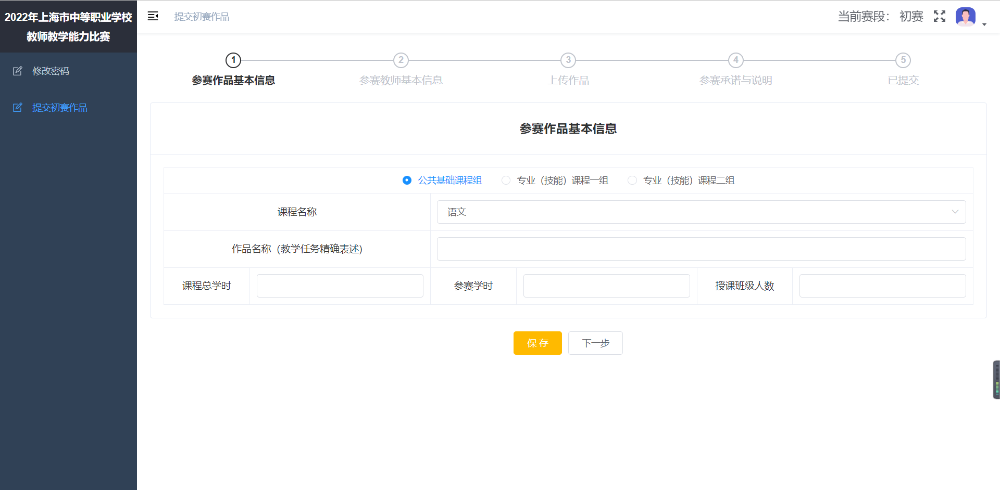 2022年上海市中等职业学校
教师教学能力比赛
修改密码
提交初赛作品
提交初赛作品
当前赛段： 初赛
1 2 3 4 5
参赛作品基本信息 参赛教师基本信息 上传作品 参赛承诺与说明 已提交
参赛作品基本信息
公共基础课程组 专业（技能）课程一组 专业（技能）课程二组
课程名称 语文
作品名称（教学任务精确表述)
课程总学时 参赛学时 授课班级人数
保 存 下一步